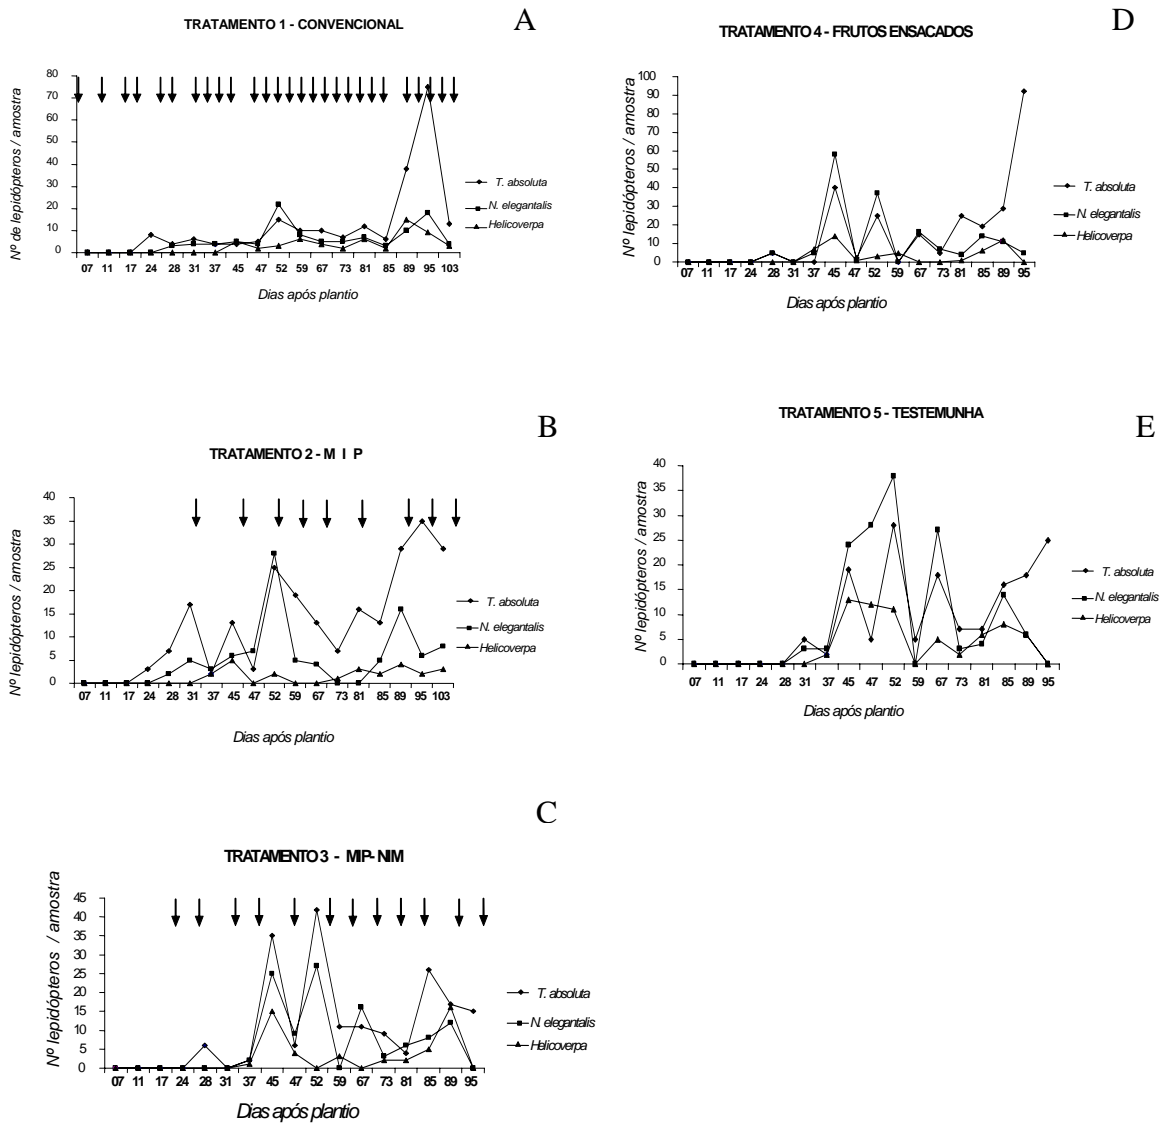 TRATAMENTO 1 - CONVENCIONAL
A
Nº de lepidópteros / amostra
80
70
60
50
40
30
20
10
0
07 11 17 24 28 31 37 45 47 52 59 67 73 81 85 89 95 103
Dias após plantio
T. absoluta
N. elegantalis
Helicoverpa
TRATAMENTO 4 - FRUTOS ENSACADOS
D
Nº lepidópteros / amostra
100
90
80
70
60
50
40
30
20
10
0
07 11 17 24 28 31 37 45 47 52 59 67 73 81 85 89 95
Dias após plantio
T. absoluta
N. elegantalis
Helicoverpa
TRATAMENTO 2 - M I P
B
Nº lepidópteros / amostra
40
35
30
25
20
15
10
5
0
07 11 17 24 28 31 37 45 47 52 59 67 73 81 85 89 95 103
Dias após plantio
T. absoluta
N. elegantalis
Helicoverpa
TRATAMENTO 5 - TESTEMUNHA
E
Nº lepidópteros / amostra
40
35
30
25
20
15
10
5
0
07 11 17 24 28 31 37 45 47 52 59 67 73 81 85 89 95
Dias após plantio
T. absoluta
N. elegantalis
Helicoverpa
TRATAMENTO 3 - MIP-NIM
C
Nº lepidópteros / amostra
45
40
35
30
25
20
15
10
5
0
07 11 17 24 28 31 37 45 47 52 59 67 73 81 85 89 95
Dias após plantio
T. absoluta
N. elegantalis
Helicoverpa